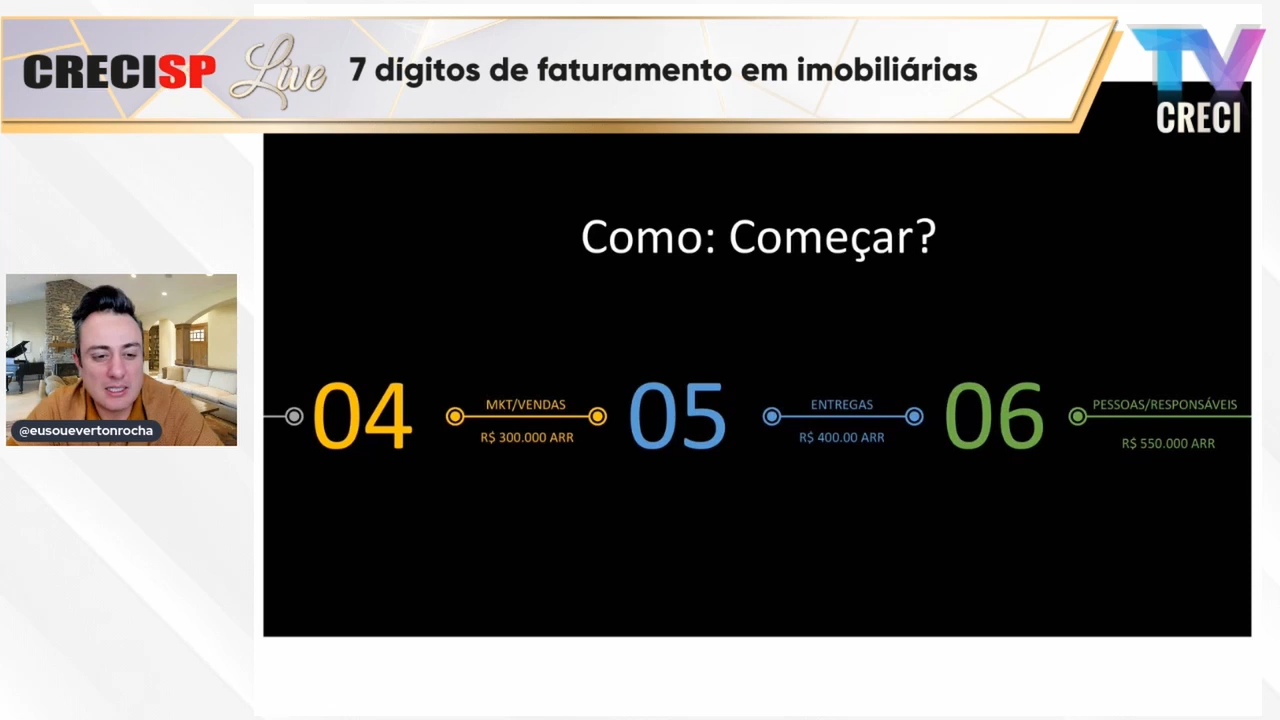 CRECISP Live 7 dígitos de faturamento em imobiliárias
TV
CRECI
Como: Começar?
04 MKT/VENDAS 05 ENTREGAS 06 PESSOAS/RESPONSÁVEIS
R$ 300.000 ARR R$ 400.00 ARR R$ 550.000 ARR
@eusouevertonrocha